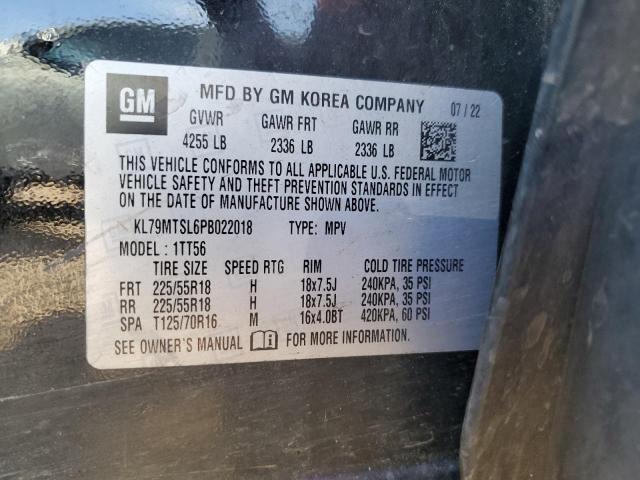 GM MFD BY GM KOREA COMPANY 07/22
GVWR GAWR FRT GAWR RR
4255 LB 2336 LB 2336 LB
THIS VEHICLE CONFORMS TO ALL APPLICABLE U.S. FEDERAL MOTOR
VEHICLE SAFETY AND THEFT PREVENTION STANDARDS IN EFFECT
ON THE DATE OF MANUFACTURE SHOWN ABOVE.
KL79MTSL6PB022018 TYPE: MPV
MODEL: 1TT56
TIRE SIZE SPEED RTG RIM COLD TIRE PRESSURE
FRT 225/55R18 H 18x7.5J 240KPA, 35 PSI
RR 225/55R18 H 18x7.5J 240KPA, 35 PSI
SPA T125/70R16 M 16x4.0BT 420KPA, 60 PSI
SEE OWNER'S MANUAL FOR MORE INFORMATION.